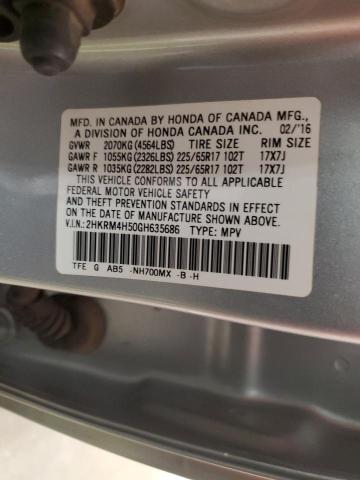 MFD. IN CANADA BY HONDA OF CANADA MFG.,
A DIVISION OF HONDA CANADA INC. 02/'16
GVWR 2070KG (4564LBS) TIRE SIZE RIM SIZE
GAWR F 1055KG (2326LBS) 225/65R17 102T 17X7J
GAWR R 1035KG (2282LBS) 225/65R17 102T 17X7J
THIS VEHICLE CONFORMS TO ALL APPLICABLE
FEDERAL MOTOR VEHICLE SAFETY
AND THEFT PREVENTION STANDARDS IN EFFECT
ON THE DATE OF MANUFACTURE SHOWN ABOVE.
V.I.N.: 2HKRM4H50GH635686 TYPE: MPV
TFE G AB5 -NH700MX -B -H